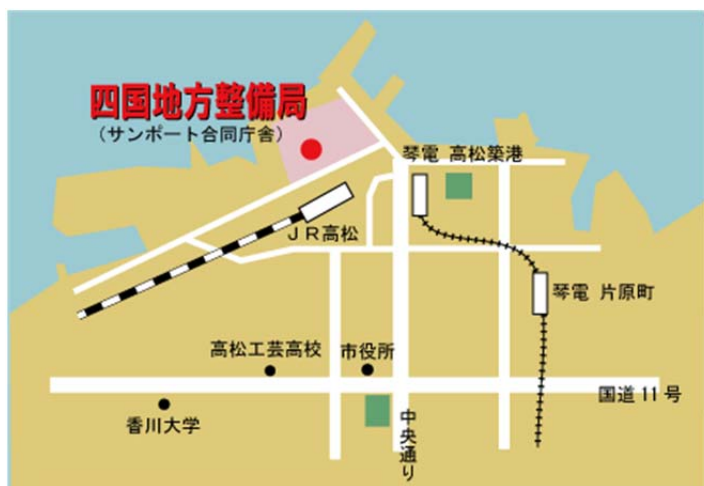 四国地方整備局
(サンポート合同庁舎)
琴電 高松築港
JR高松
琴電 片原町
高松工芸高校
市役所
国道11号
香川大学
中央通り